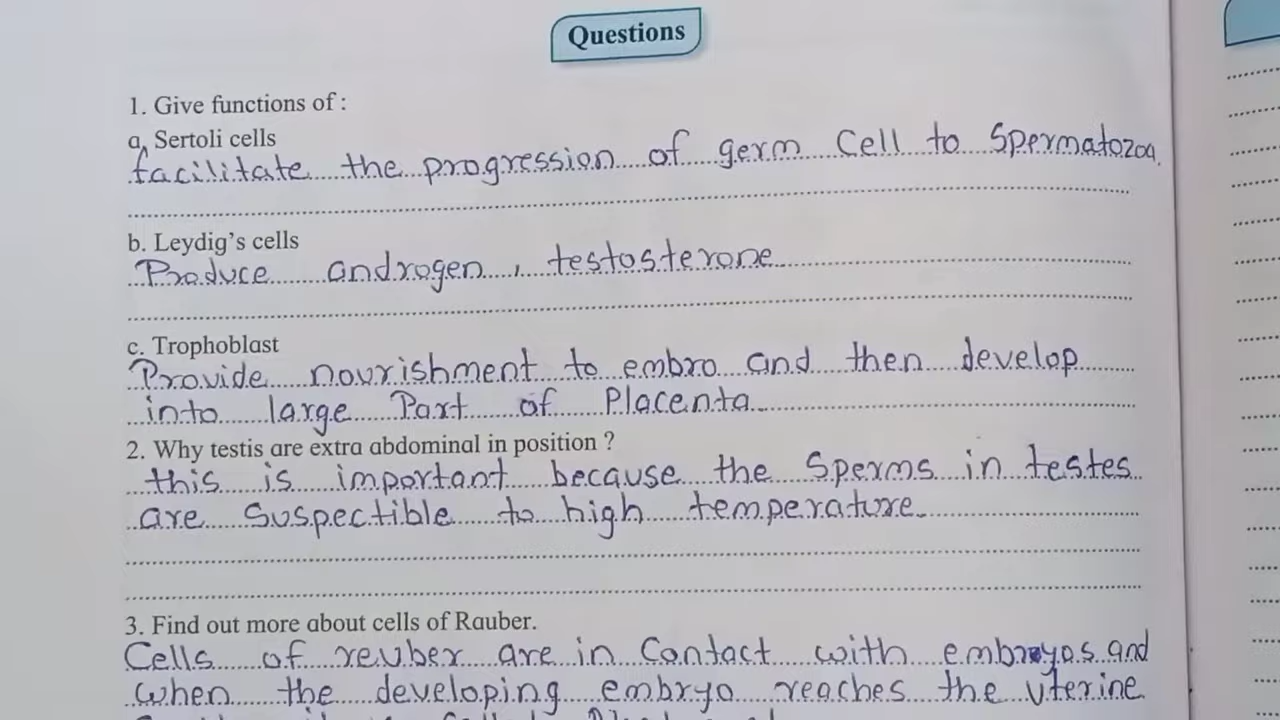 Questions
1. Give functions of :
a, Sertoli cells
facilitate the progression of germ Cell to Spermatozoa.
b. Leydig's cells
Produce androgen, testosterone
c. Trophoblast
Provide nourishment to embro and then develop
into large Part of Placenta
2. Why testis are extra abdominal in position ?
this is important because the Sperms in testes
are Suspectible to high temperature.
3. Find out more about cells of Rauber.
Cells of reuber are in Contact with embryos and
when the developing embryo reaches the Uterine